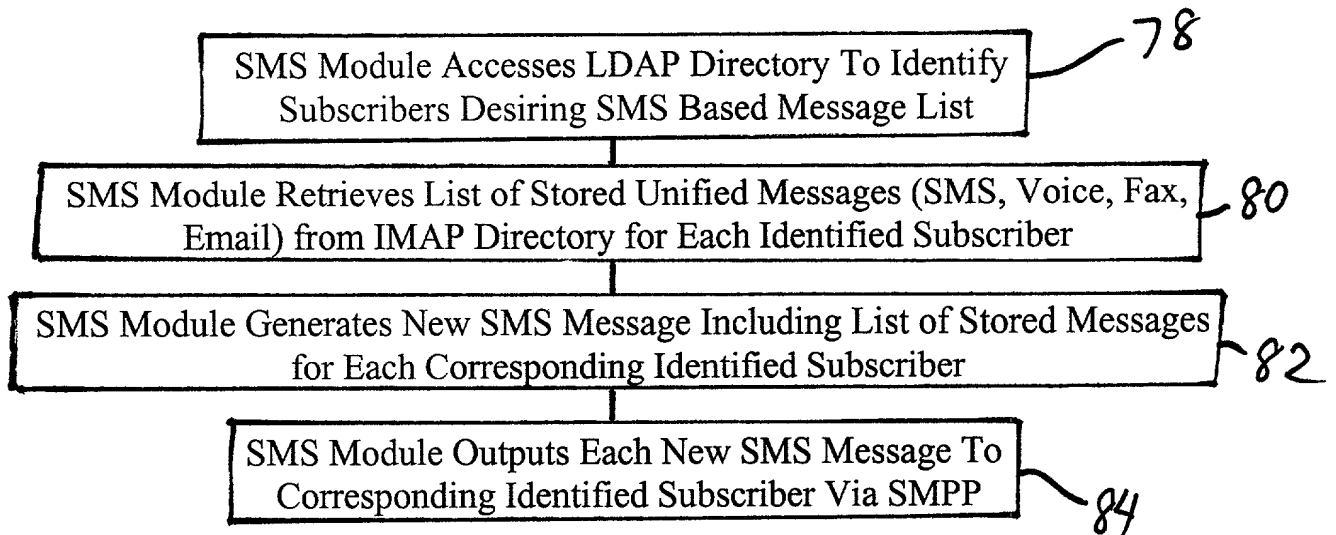 SMS Module Accesses LDAP Directory To Identify
Subscribers Desiring SMS Based Message List
78
SMS Module Retrieves List of Stored Unified Messages (SMS, Voice, Fax,
Email) from IMAP Directory for Each Identified Subscriber
80
SMS Module Generates New SMS Message Including List of Stored Messages
for Each Corresponding Identified Subscriber
82
SMS Module Outputs Each New SMS Message To
Corresponding Identified Subscriber Via SMPP
84